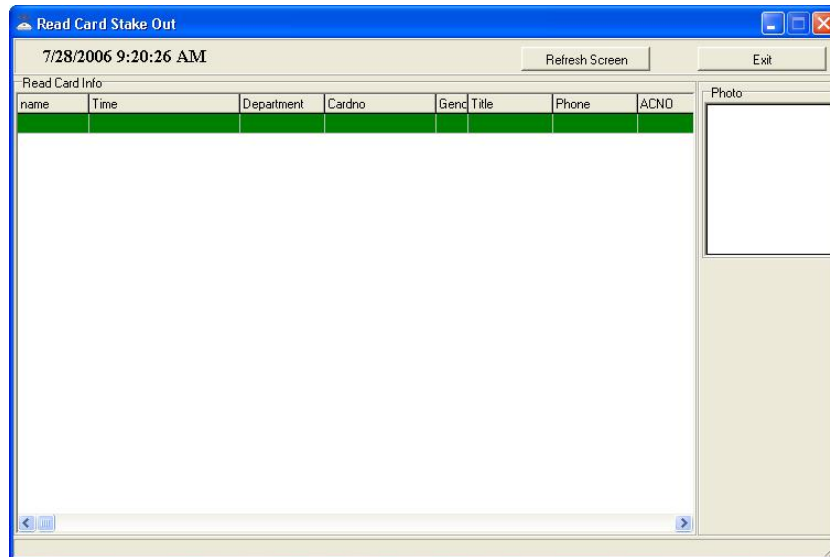 Read Card Stake Out
7/28/2006 9:20:26 AM Refresh Screen Exit
Read Card Info
Photo
name Time Department Cardno Gend Title Phone ACNO